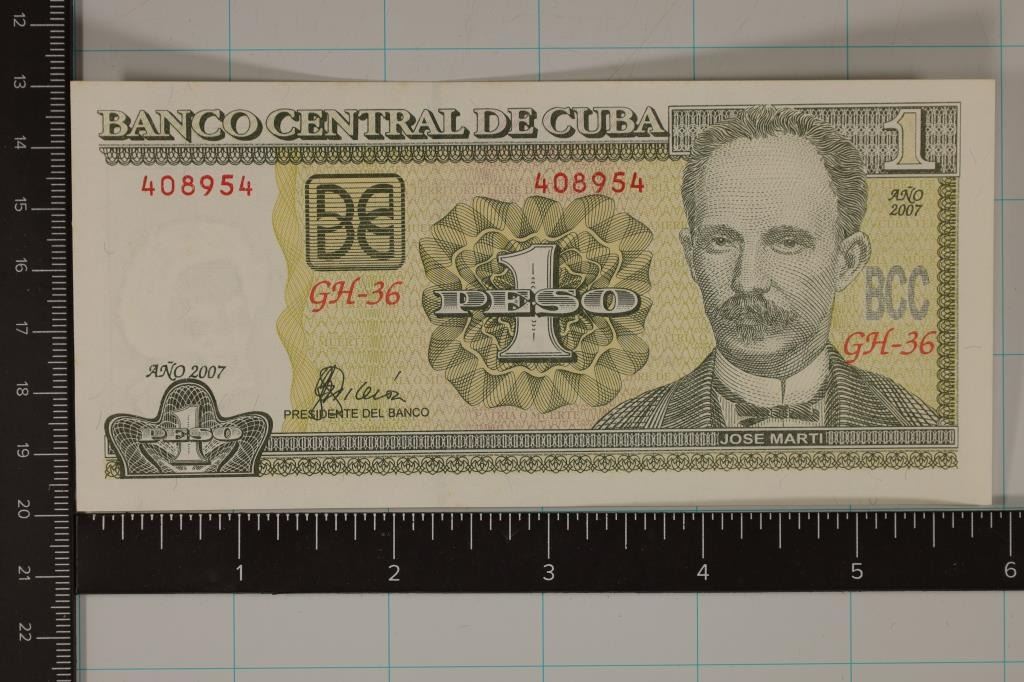 BANCO CENTRAL DE CUBA
1
408954
408954
AÑO
2007
GH-36
1
PESO
BCC
GH-36
AÑO 2007
PRESIDENTE DEL BANCO
1
PESO
JOSE MARTI
12
13
14
15
16
17
18
19
20
21
22
1 2 3 4 5 6